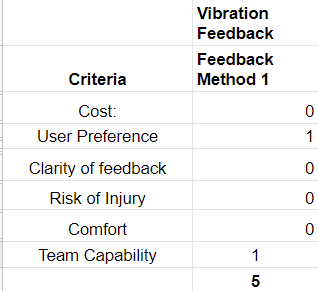 Vibration
Feedback
Feedback
Criteria Method 1
Cost: 0
User Preference 1
Clarity of feedback 0
Risk of Injury 0
Comfort 0
Team Capability 1
5